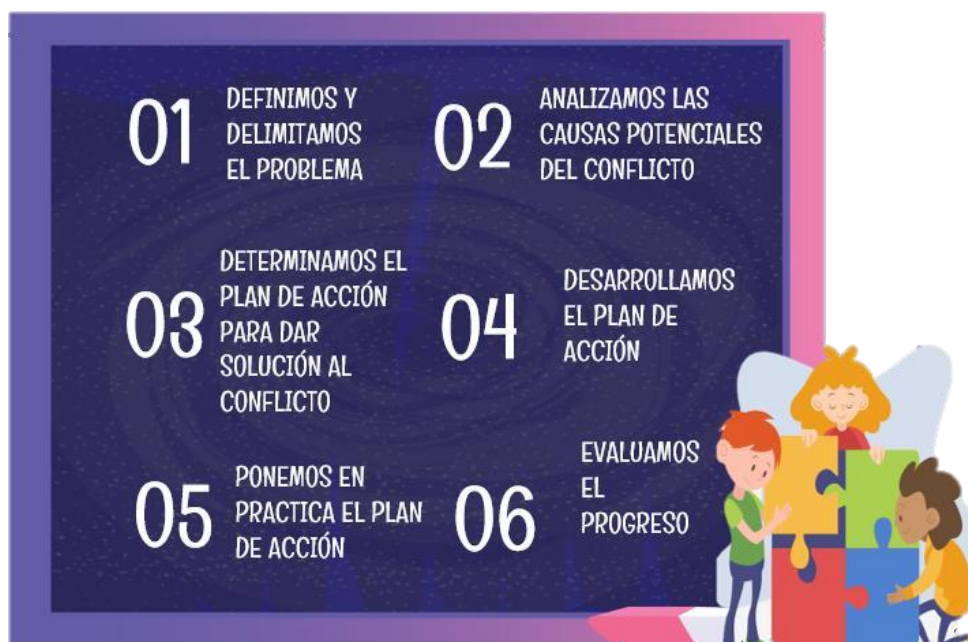 01
DEFINIMOS Y
DELIMITAMOS
EL PROBLEMA
02
ANALIZAMOS LAS
CAUSAS POTENCIALES
DEL CONFLICTO
03
DETERMINAMOS EL
PLAN DE ACCIÓN
PARA DAR
SOLUCIÓN AL
CONFLICTO
04
DESARROLLAMOS
EL PLAN DE
ACCIÓN
05
PONEMOS EN
PRACTICA EL PLAN
DE ACCIÓN
06
EVALUAMOS
EL
PROGRESO